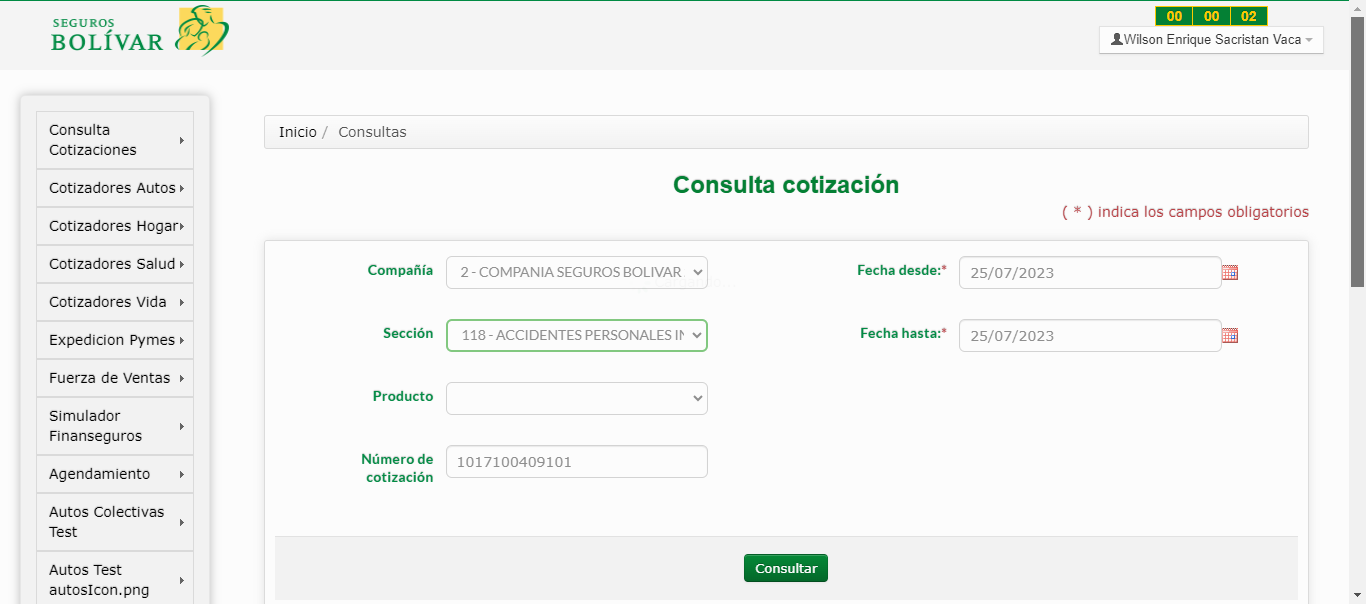 SEGUROS
BOLÍVAR
00 00 02
Wilson Enrique Sacristan Vaca
Consulta
Cotizaciones
Cotizadores Autos
Cotizadores Hogar
Cotizadores Salud
Cotizadores Vida
Expedicion Pymes
Fuerza de Ventas
Simulador
Finanseguros
Agendamiento
Autos Colectivas
Test
Autos Test
autosIcon.png
Inicio / Consultas
Consulta cotización
( * ) indica los campos obligatorios
Compañía 2 - COMPANIA SEGUROS BOLIVAR Fecha desde:* 25/07/2023
Sección 118 - ACCIDENTES PERSONALES IN Fecha hasta:* 25/07/2023
Producto
Número de
cotización 1017100409101
Consultar